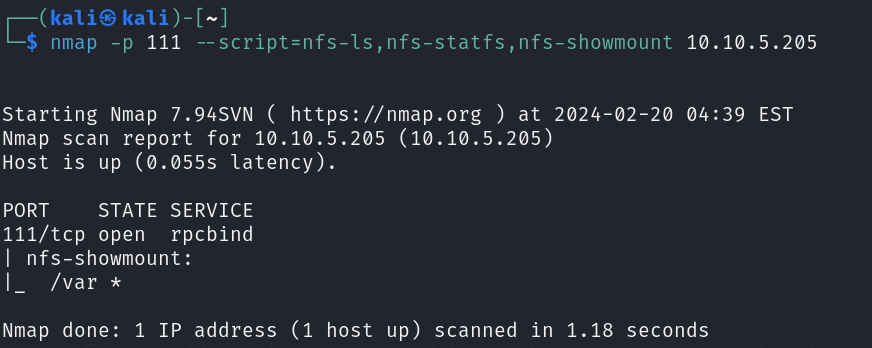 ┌──(kali㉿kali)-[~]
└─$ nmap -p 111 --script=nfs-ls,nfs-statfs,nfs-showmount 10.10.5.205
Starting Nmap 7.94SVN ( https://nmap.org ) at 2024-02-20 04:39 EST
Nmap scan report for 10.10.5.205 (10.10.5.205)
Host is up (0.055s latency).
PORT    STATE SERVICE
111/tcp open  rpcbind
| nfs-showmount:
|_  /var *
Nmap done: 1 IP address (1 host up) scanned in 1.18 seconds